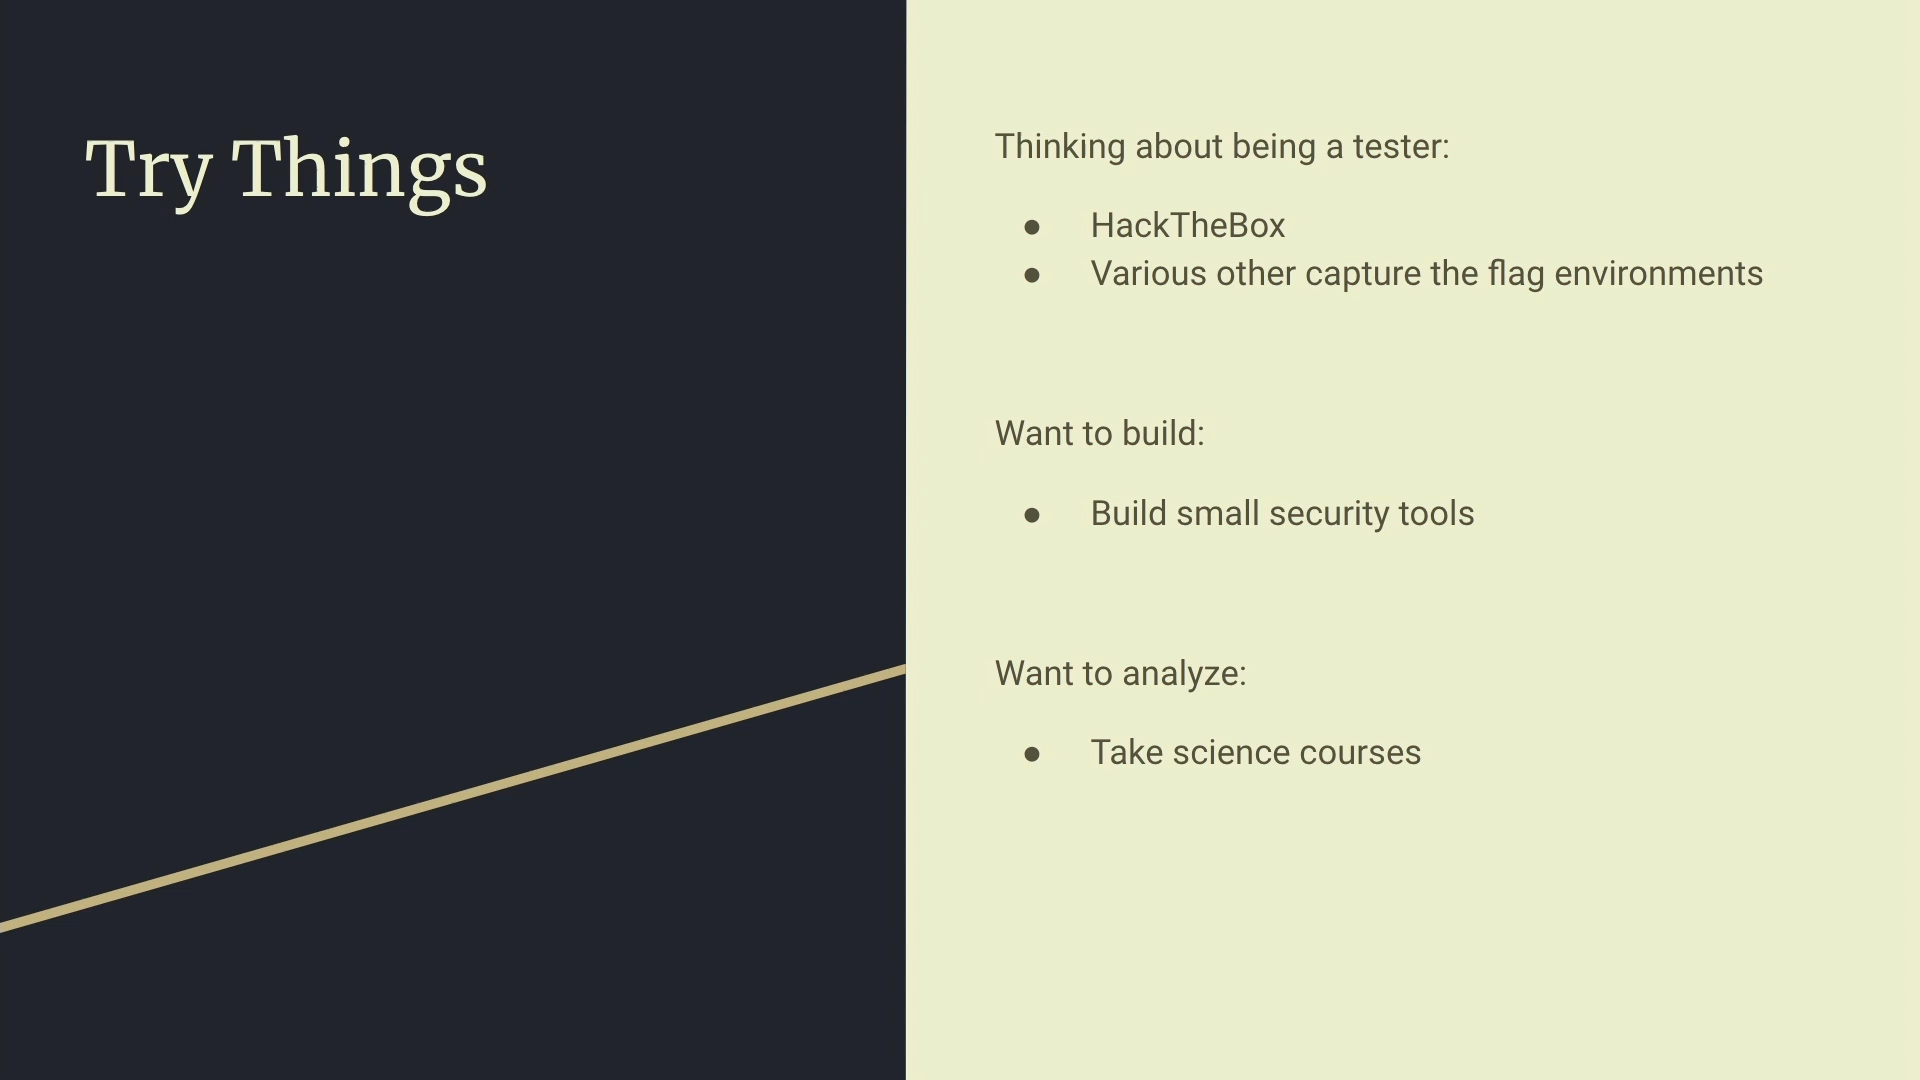 Try Things
Thinking about being a tester:
● HackTheBox
● Various other capture the flag environments
Want to build:
● Build small security tools
Want to analyze:
● Take science courses